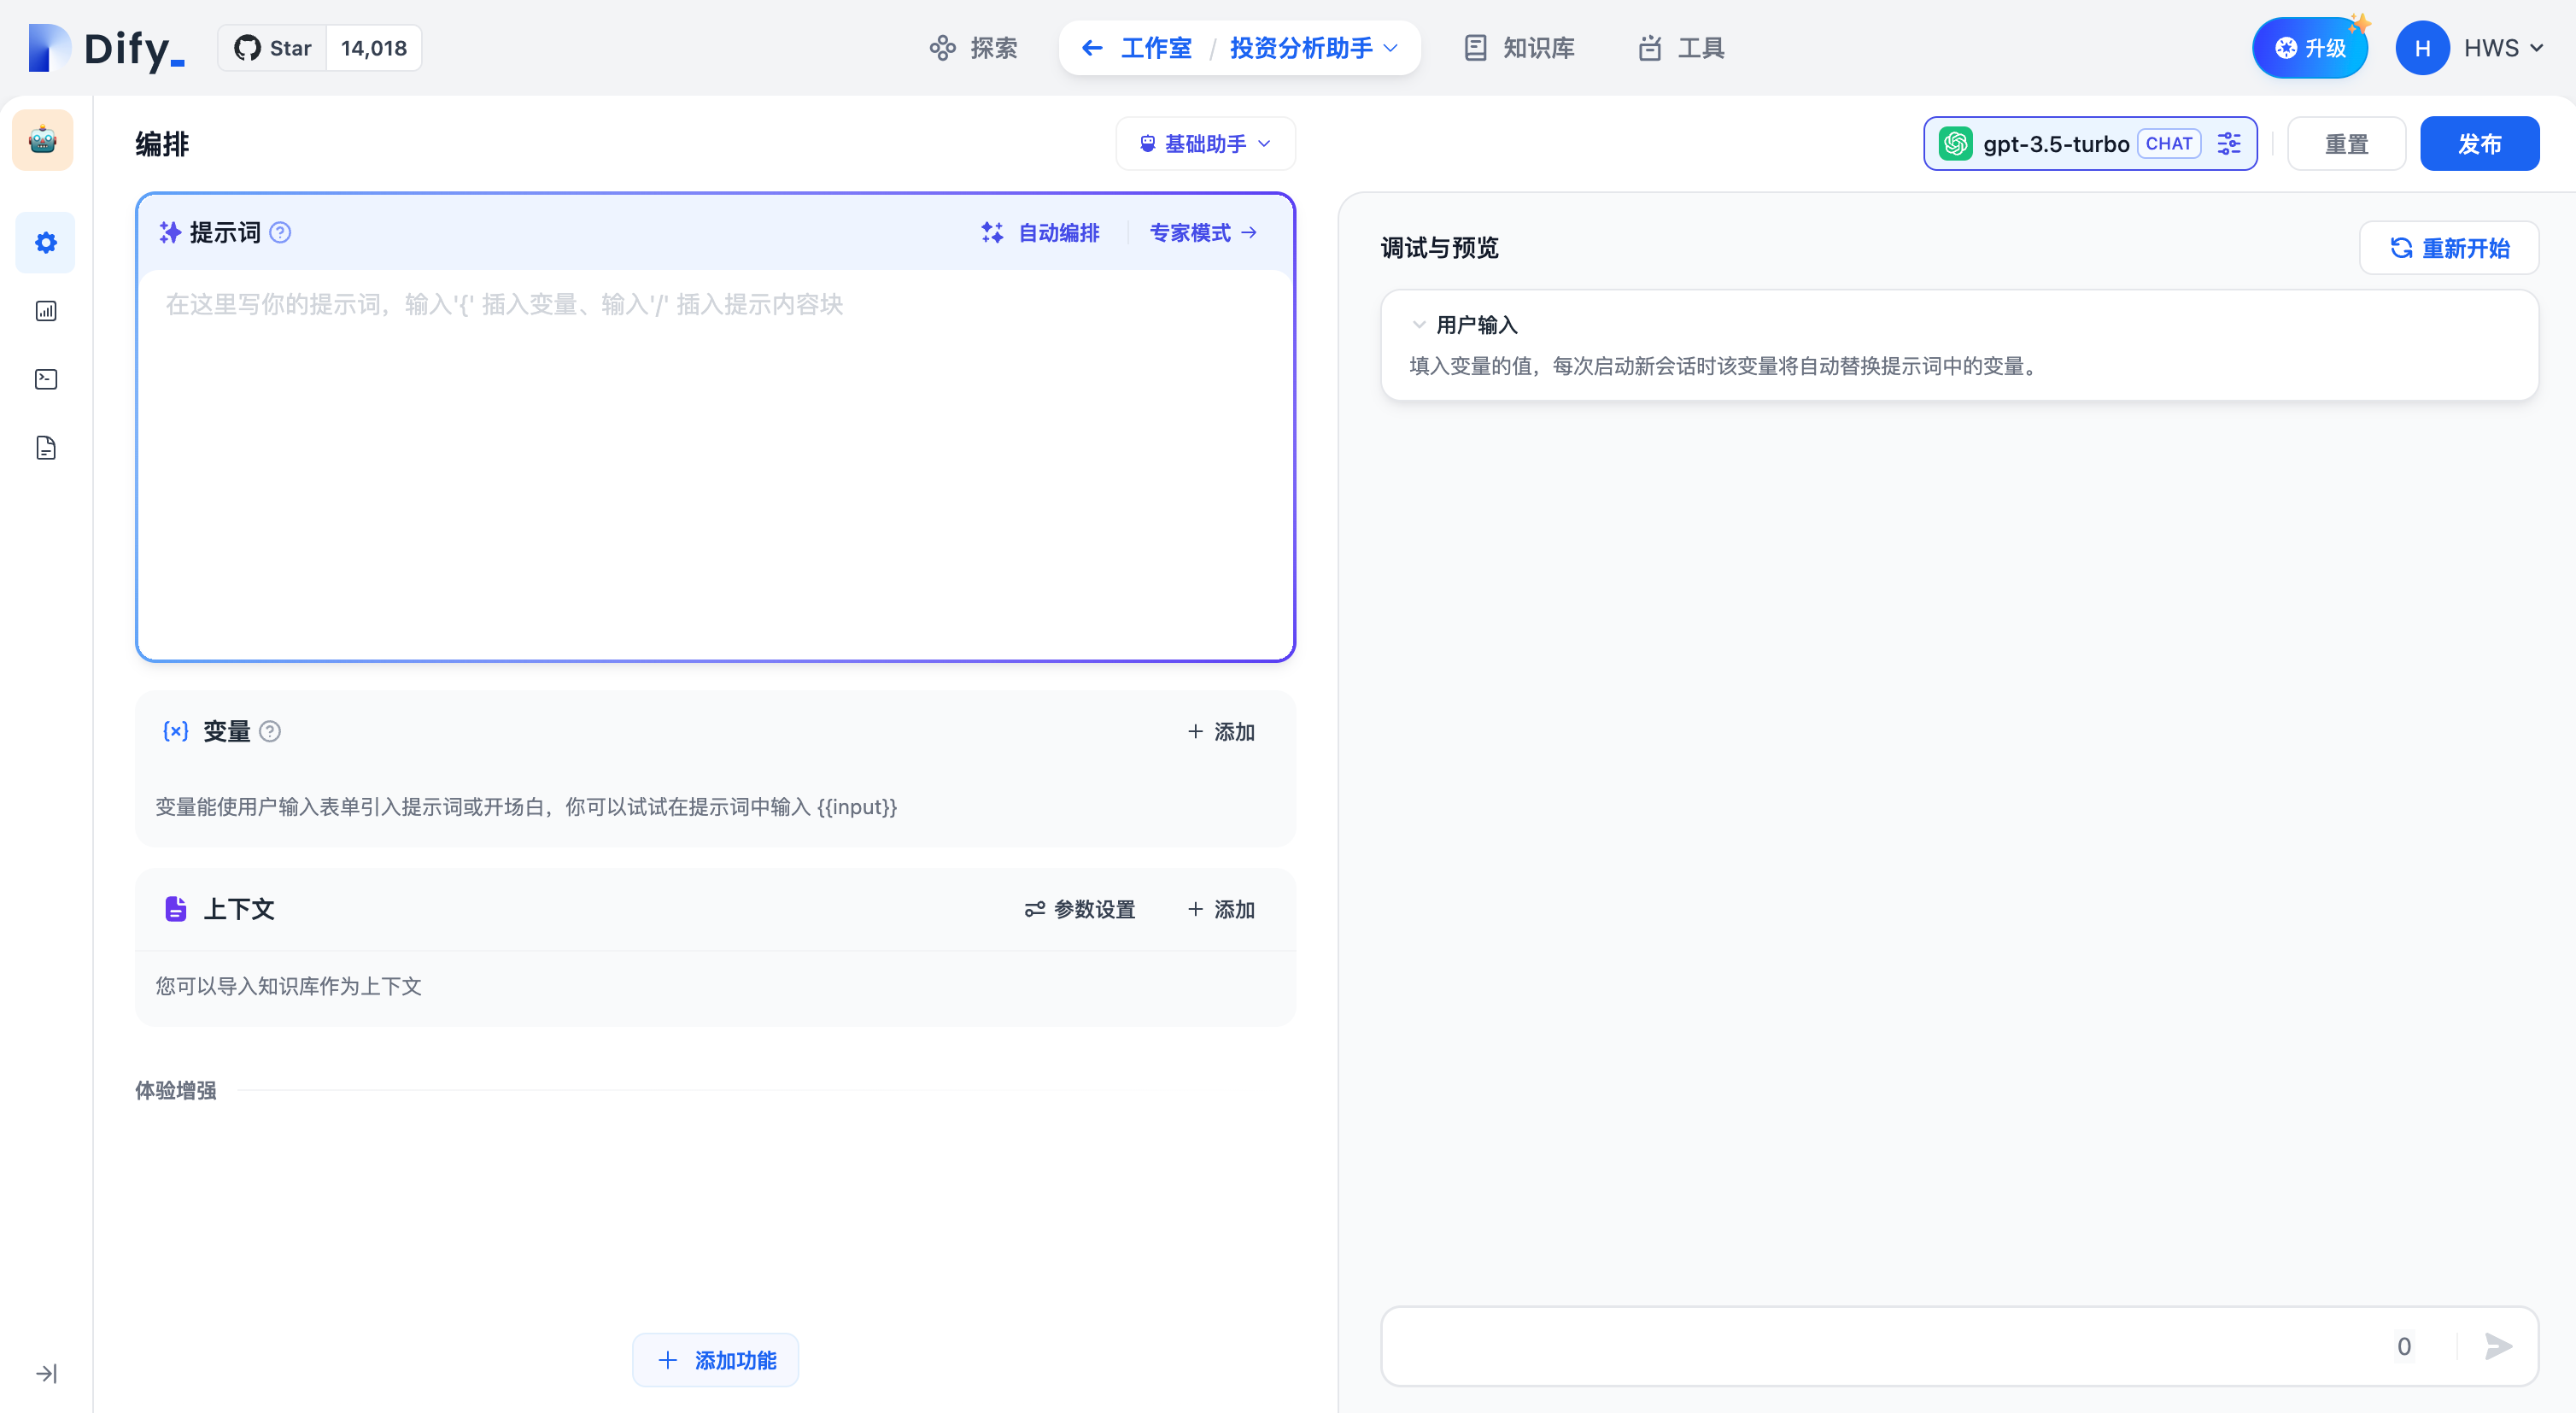 Dify_
Star 14,018
探索
工作室 / 投资分析助手
知识库
工具
升级
H HWS
编排
基础助手
gpt-3.5-turbo CHAT
重置
发布
提示词
自动编排
专家模式
在这里写你的提示词，输入'{' 插入变量、输入'/' 插入提示内容块
变量
添加
变量能使用户输入表单引入提示词或开场白，你可以试试在提示词中输入 {{input}}
上下文
参数设置
添加
您可以导入知识库作为上下文
体验增强
添加功能
调试与预览
重新开始
用户输入
填入变量的值，每次启动新会话时该变量将自动替换提示词中的变量。
0